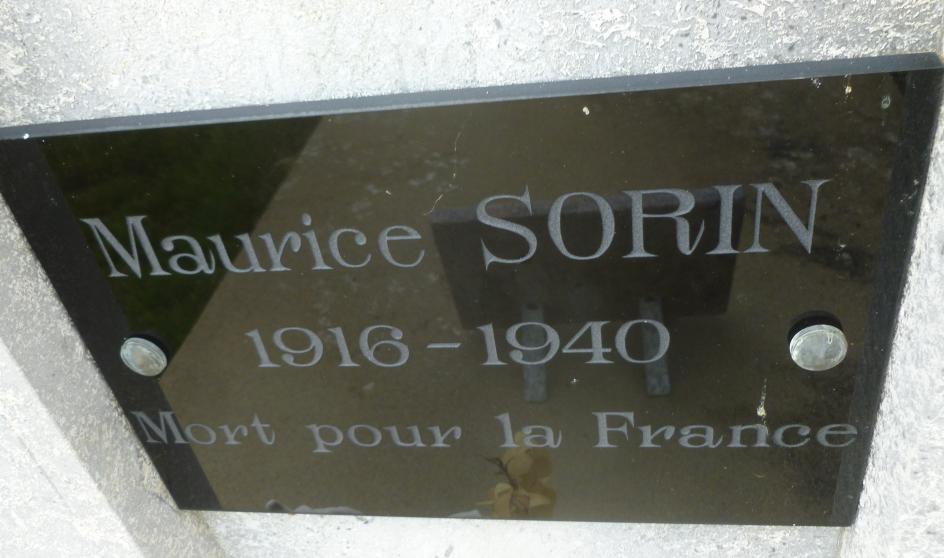 Maurice SORIN
1916 - 1940
Mort pour la France